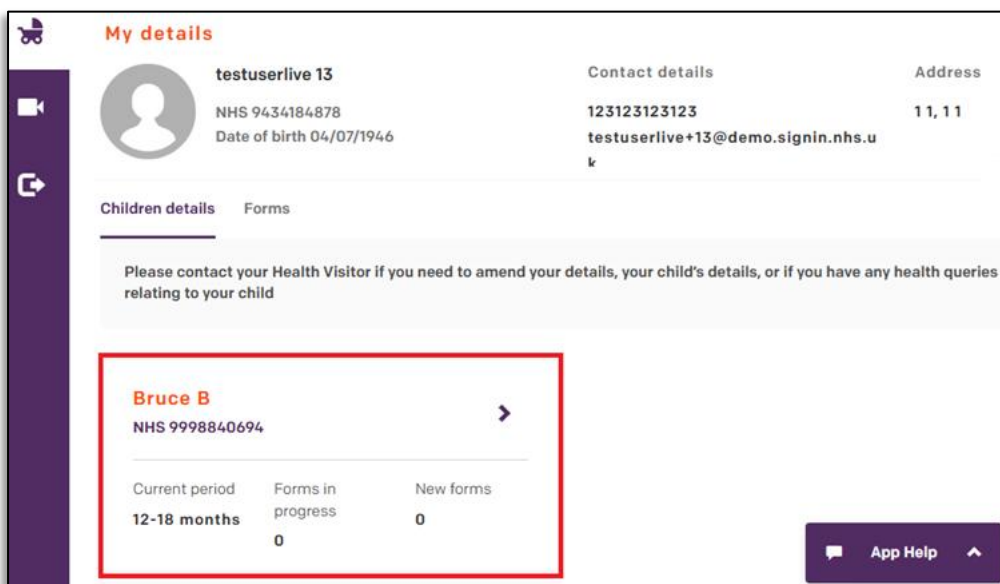 My details
testuserlive 13
NHS 9434184878
Date of birth 04/07/1946
Contact details
123123123123
testuserlive+13@demo.signin.nhs.u
k
Address
11, 11
Children details
Forms
Please contact your Health Visitor if you need to amend your details, your child's details, or if you have any health queries
relating to your child
Bruce B
NHS 9998840694
Current period
12-18 months
Forms in
progress
0
New forms
0
App Help